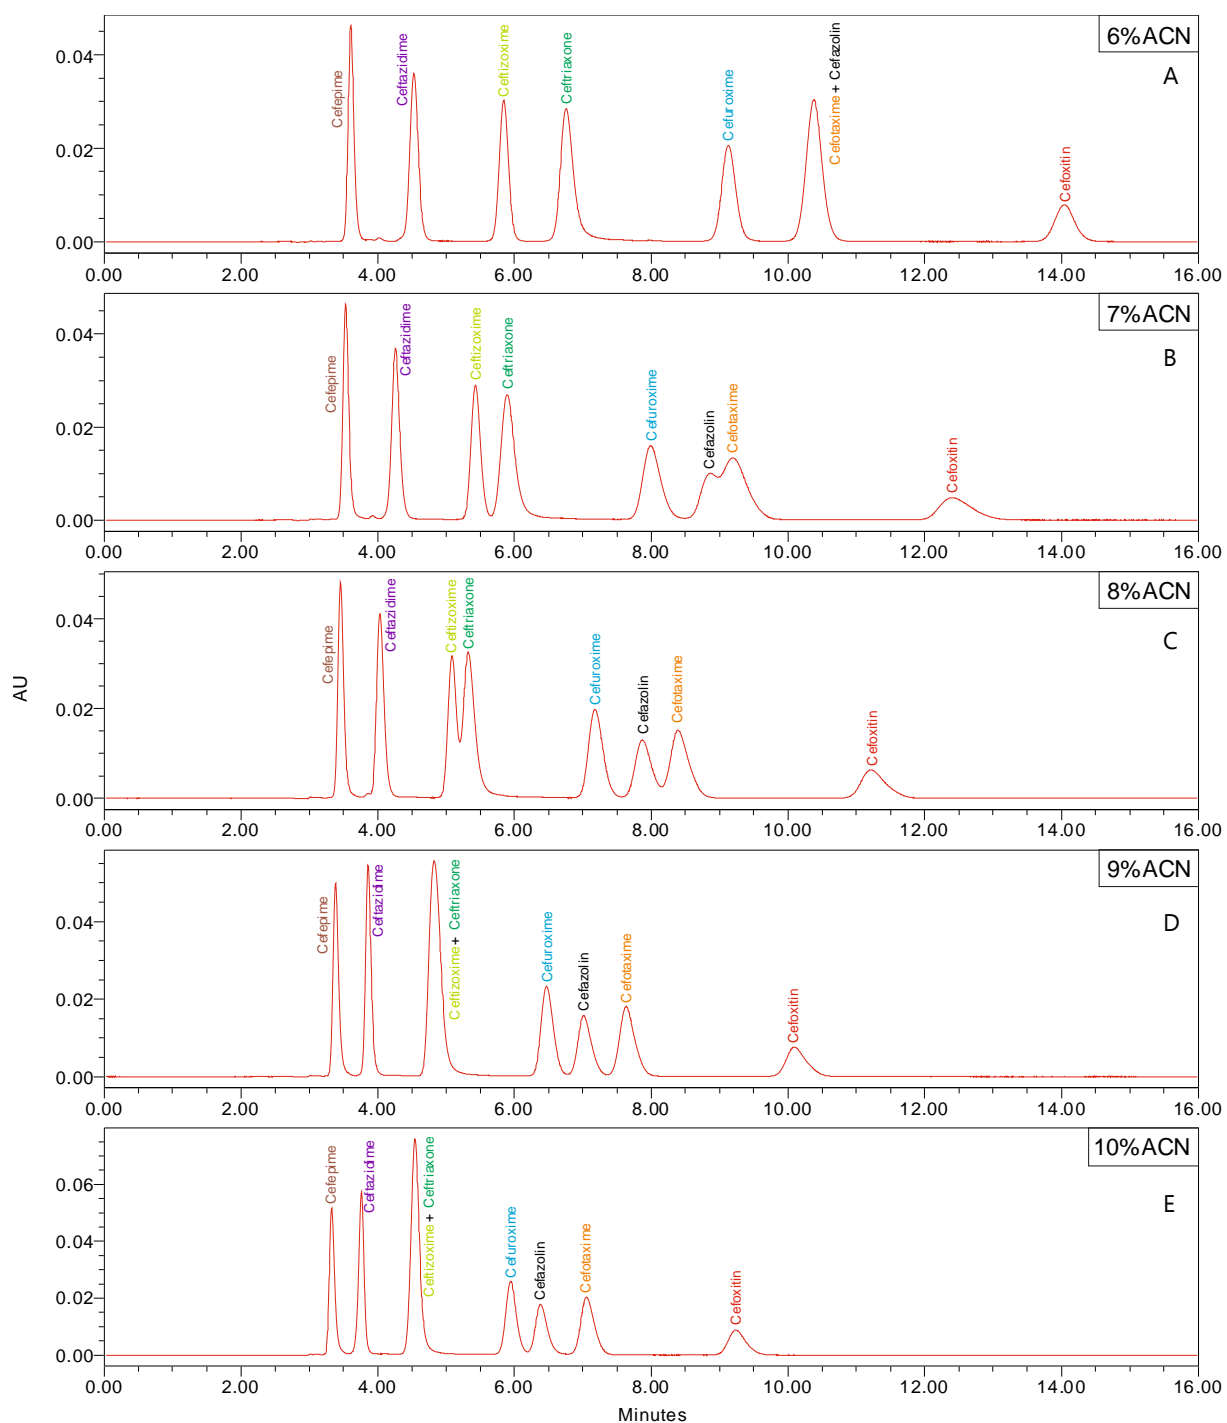 6%ACN
A
Cefepime
Ceftazidime
Ceftizoxime
Ceftriaxone
Cefuroxime
Cefotaxime + Cefazolin
Cefoxitin
0.04
0.02
0.00
0.00 2.00 4.00 6.00 8.00 10.00 12.00 14.00 16.00
7%ACN
B
Cefepime
Ceftazidime
Ceftizoxime
Ceftriaxone
Cefuroxime
Cefazolin
Cefotaxime
Cefoxitin
0.04
0.02
0.00
0.00 2.00 4.00 6.00 8.00 10.00 12.00 14.00 16.00
8%ACN
C
Cefepime
Ceftazidime
Ceftizoxime
Ceftriaxone
Cefuroxime
Cefazolin
Cefotaxime
Cefoxitin
0.04
0.02
0.00
0.00 2.00 4.00 6.00 8.00 10.00 12.00 14.00 16.00
AU
9%ACN
D
Cefepime
Ceftazidime
Ceftizoxime + Ceftriaxone
Cefuroxime
Cefazolin
Cefotaxime
Cefoxitin
0.04
0.02
0.00
0.00 2.00 4.00 6.00 8.00 10.00 12.00 14.00 16.00
10%ACN
E
Cefepime
Ceftazidime
Ceftizoxime + Ceftriaxone
Cefuroxime
Cefazolin
Cefotaxime
Cefoxitin
0.06
0.04
0.02
0.00
0.00 2.00 4.00 6.00 8.00 10.00 12.00 14.00 16.00
Minutes